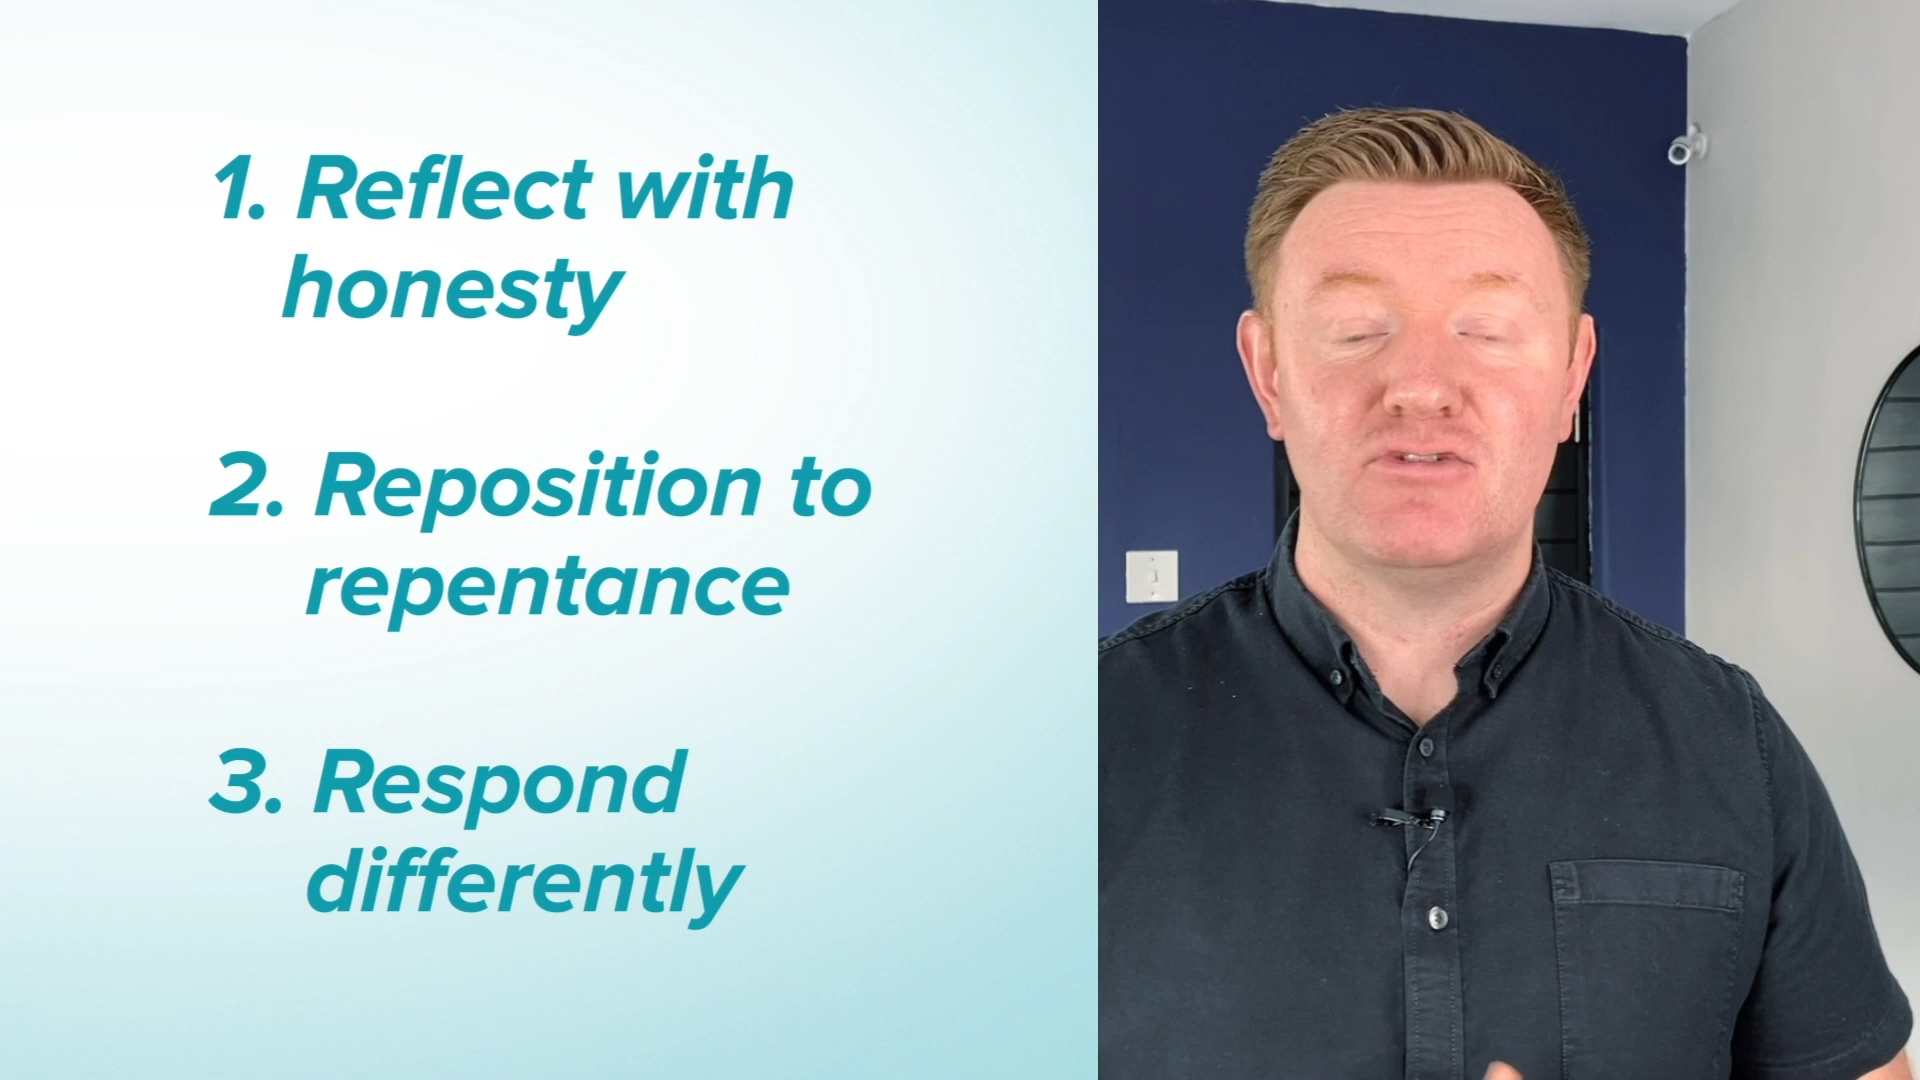 1. Reflect with
honesty
2. Reposition to
repentance
3. Respond
differently